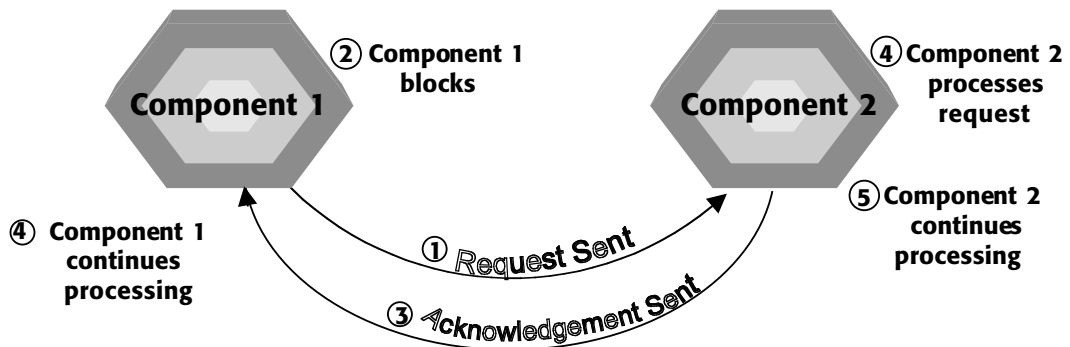 ② Component 1
blocks
④ Component 2
processes
request
Component 1
Component 2
⑤ Component 2
continues
processing
④ Component 1
continues
processing
① Request Sent
③ Acknowledgement Sent